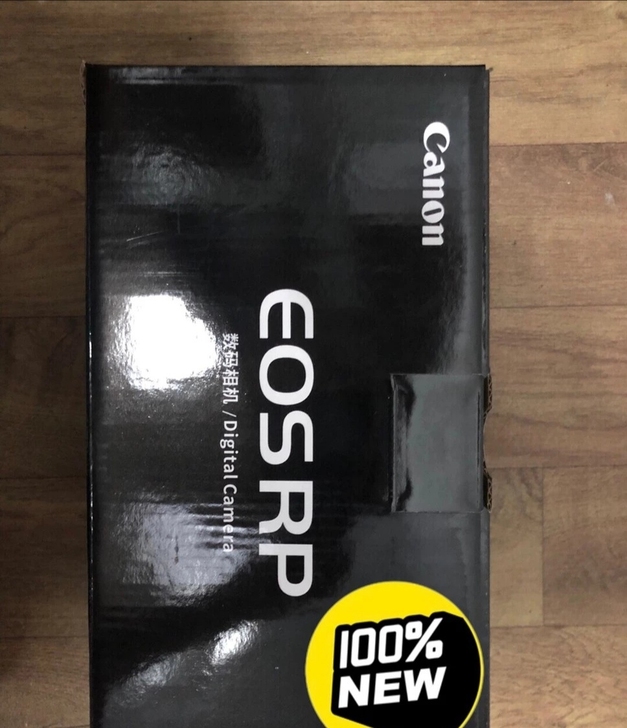 Canon
EOS RP
数码相机 / Digital Camera
100%
NEW